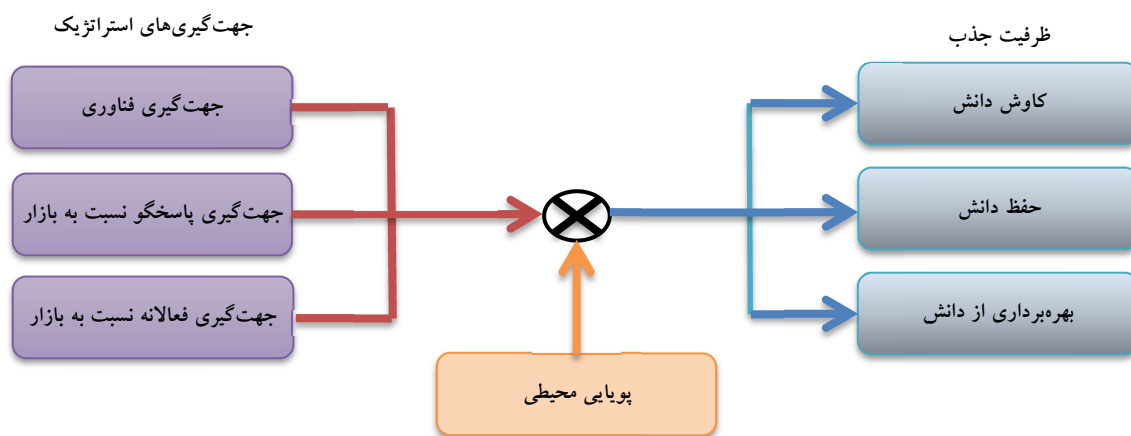 جهت‌گیری‌های استراتژیک
ظرفیت جذب
جهت‌گیری فناوری
کاوش دانش
جهت‌گیری پاسخگو نسبت به بازار
حفظ دانش
جهت‌گیری فعالانه نسبت به بازار
بهره‌برداری از دانش
پویایی محیطی